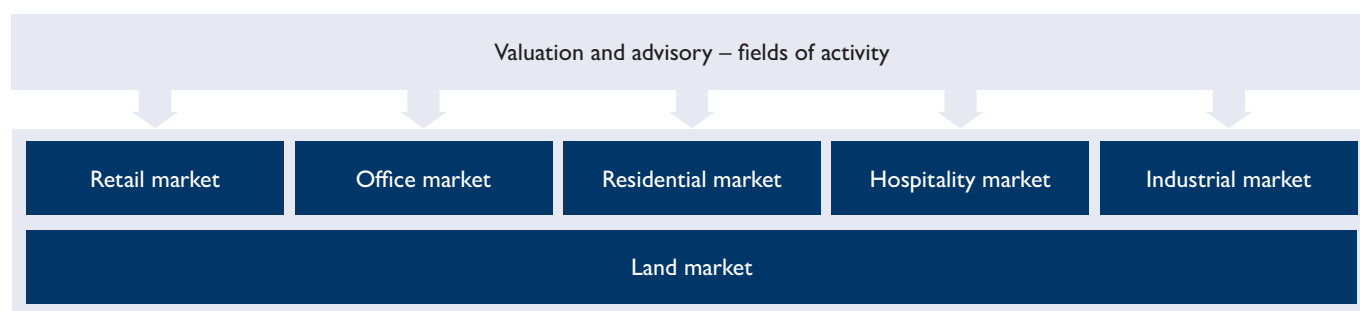 Valuation and advisory – fields of activity
Retail market
Office market
Residential market
Hospitality market
Industrial market
Land market